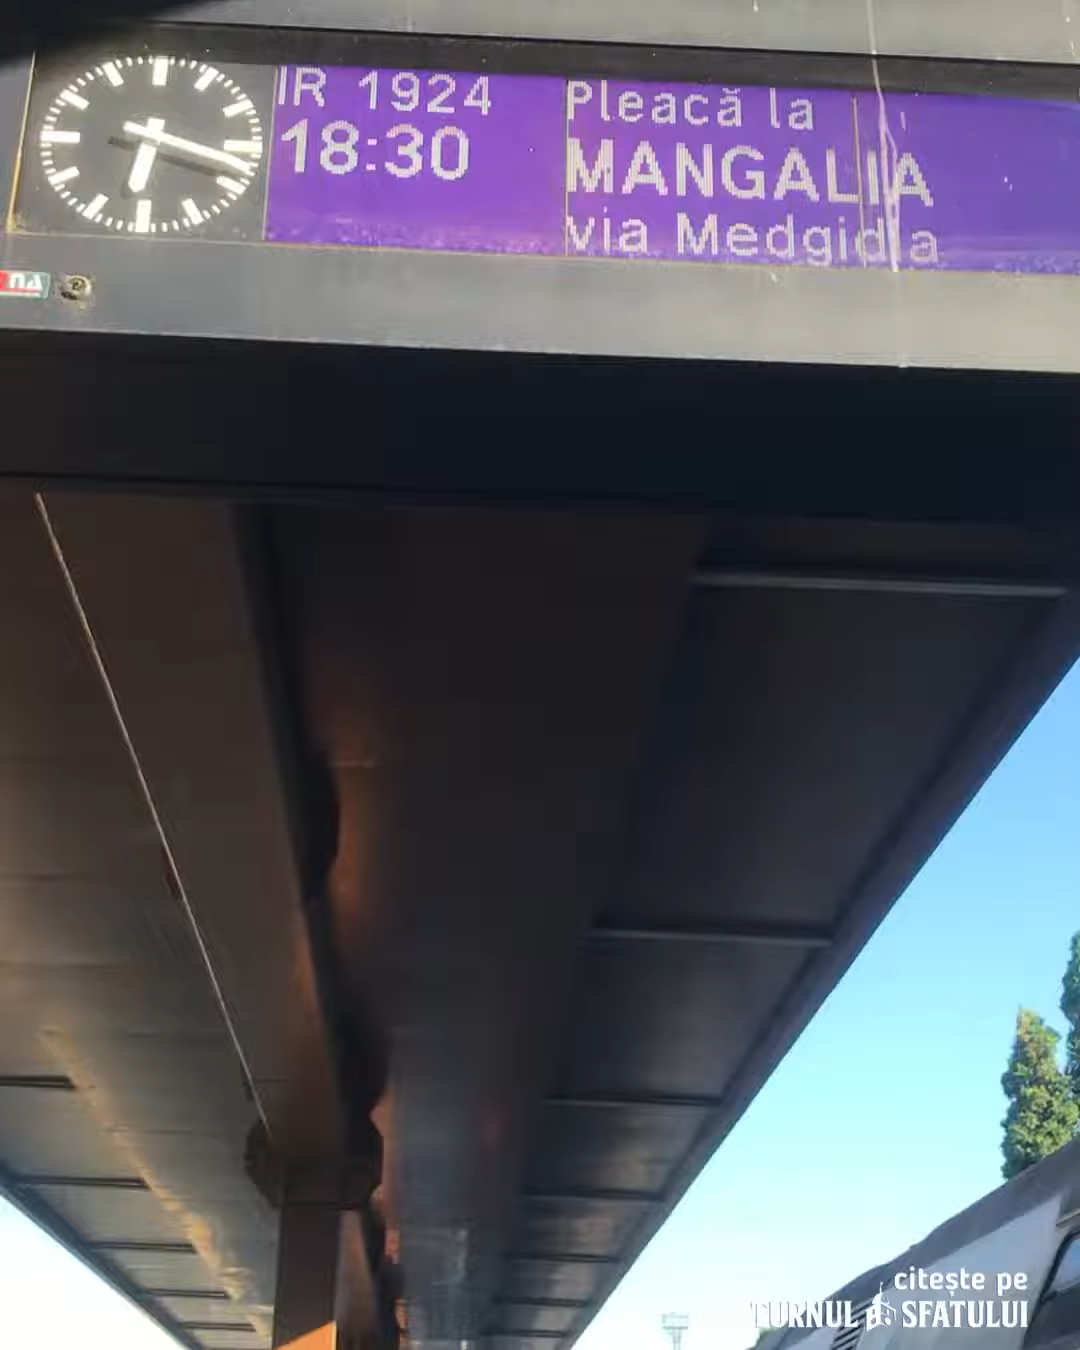 IR 1924
18:30
Pleacă la
MANGALIA
via Medgidia
citește pe
TURNUL SFATULUI